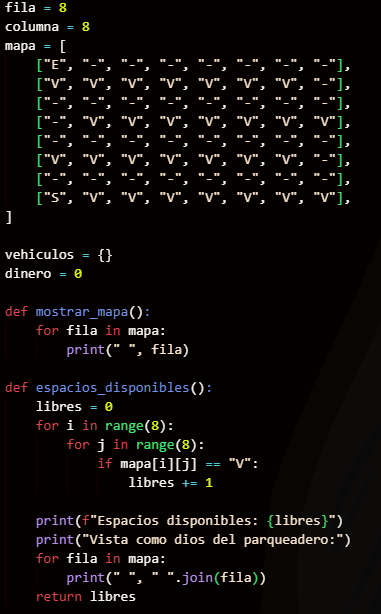 fila = 8
columna = 8
mapa = [
    ["E", "-", "-", "-", "-", "-", "-", "-"],
    ["V", "V", "V", "V", "V", "V", "V", "-"],
    ["-", "-", "-", "-", "-", "-", "-", "-"],
    ["-", "V", "V", "V", "V", "V", "V", "V"],
    ["-", "-", "-", "-", "-", "-", "-", "-"],
    ["V", "V", "V", "V", "V", "V", "V", "-"],
    ["-", "-", "-", "-", "-", "-", "-", "-"],
    ["S", "V", "V", "V", "V", "V", "V", "V"],
]

vehiculos = {}
dinero = 0

def mostrar_mapa():
    for fila in mapa:
        print(" ", fila)

def espacios_disponibles():
    libres = 0
    for i in range(8):
        for j in range(8):
            if mapa[i][j] == "V":
                libres += 1

    print(f"Espacios disponibles: {libres}")
    print("Vista como dios del parqueadero:")
    for fila in mapa:
        print(" ", " ".join(fila))
    return libres